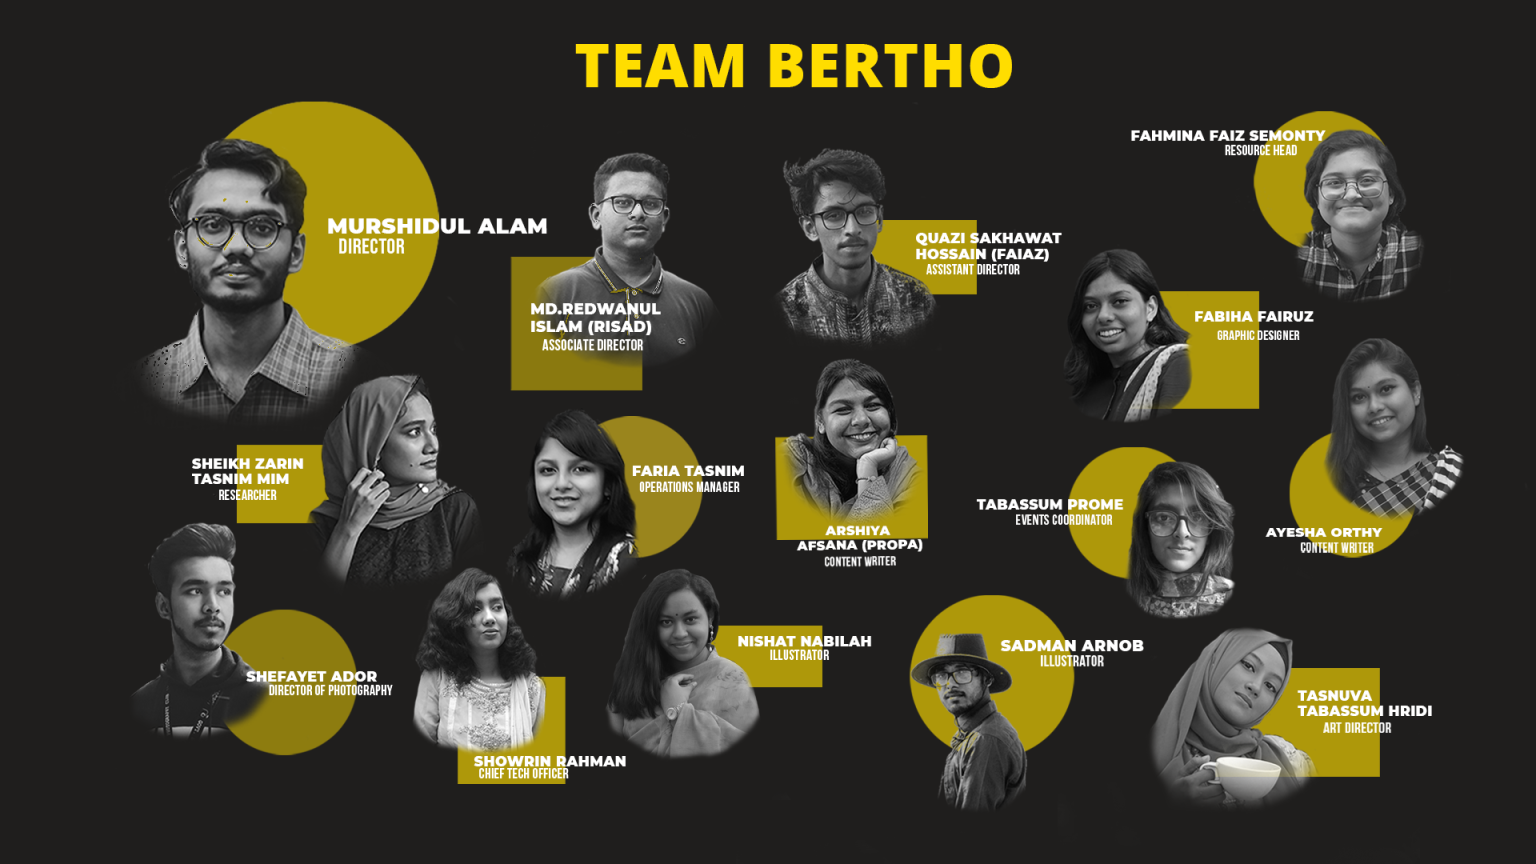 TEAM BERTHO
MURSHIDUL ALAM
DIRECTOR
MD.REDWANUL
ISLAM (RISAD)
ASSOCIATE DIRECTOR
QUAZI SAKHAWAT
HOSSAIN (FAIAZ)
ASSISTANT DIRECTOR
FAHMINA FAIZ SEMONTY
RESOURCE HEAD
FABIHA FAIRUZ
GRAPHIC DESIGNER
SHEIKH ZARIN
TASNIM MIM
RESEARCHER
FARIA TASNIM
OPERATIONS MANAGER
ARSHIYA
AFSANA (PROPA)
CONTENT WRITER
TABASSUM PROME
EVENTS COORDINATOR
AYESHA ORTHY
CONTENT WRITER
SHEFAYET ADOR
DIRECTOR OF PHOTOGRAPHY
SHOWRIN RAHMAN
CHIEF TECH OFFICER
NISHAT NABILAH
ILLUSTRATOR
SADMAN ARNOB
ILLUSTRATOR
TASNUVA
TABASSUM HRIDI
ART DIRECTOR